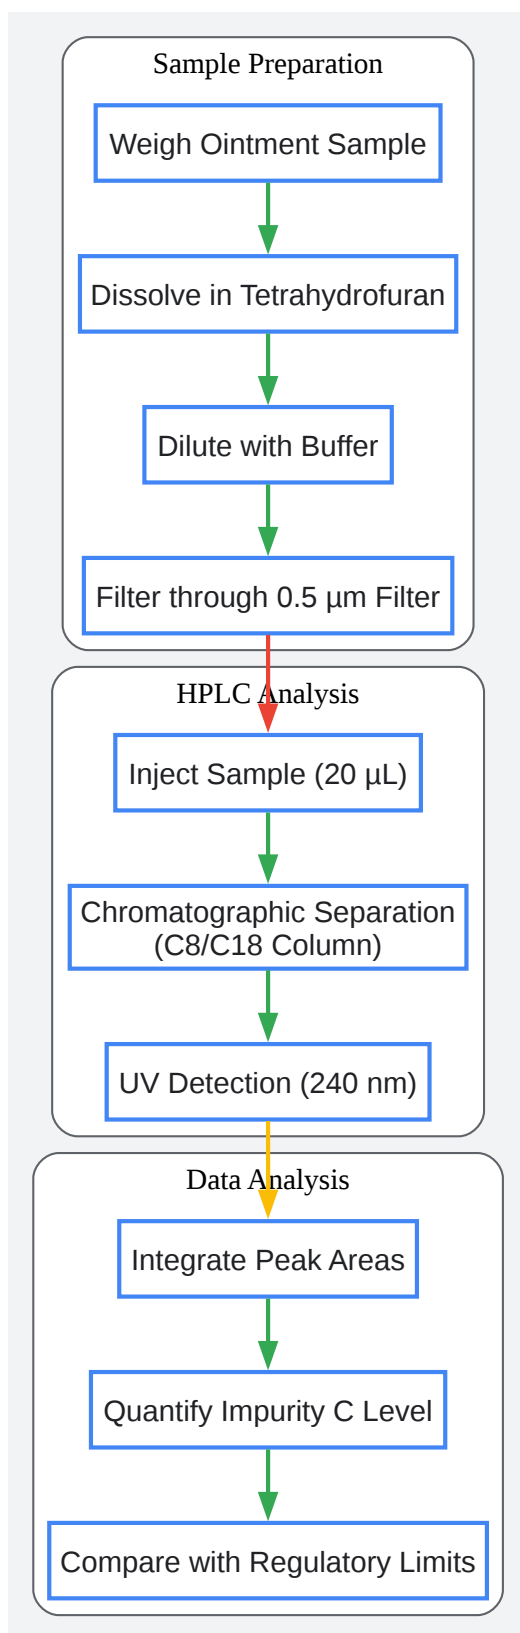 Sample Preparation
Weigh Ointment Sample
Dissolve in Tetrahydrofuran
Dilute with Buffer
Filter through 0.5 µm Filter
HPLC Analysis
Inject Sample (20 µL)
Chromatographic Separation
(C8/C18 Column)
UV Detection (240 nm)
Data Analysis
Integrate Peak Areas
Quantify Impurity C Level
Compare with Regulatory Limits